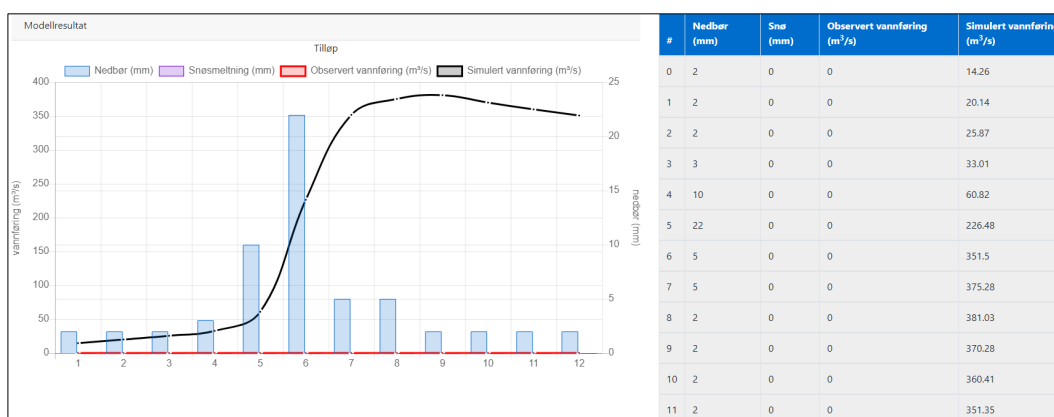 Modellresultat
Tilløp
Nedbør (mm) Snøsmeltning (mm) Observert vannføring (m³/s) Simulert vannføring (m³/s)
400 25
350
300 20
250
200 15
150 10
100
50 5
0 0
vannføring (m³/s)
nedbør (mm)
1 2 3 4 5 6 7 8 9 10 11 12
# Nedbør (mm) Snø (mm) Observert vannføring (m³/s) Simulert vannføring (m³/s)
0 2 0 0 14.26
1 2 0 0 20.14
2 2 0 0 25.87
3 3 0 0 33.01
4 10 0 0 60.82
5 22 0 0 226.48
6 5 0 0 351.5
7 5 0 0 375.28
8 2 0 0 381.03
9 2 0 0 370.28
10 2 0 0 360.41
11 2 0 0 351.35